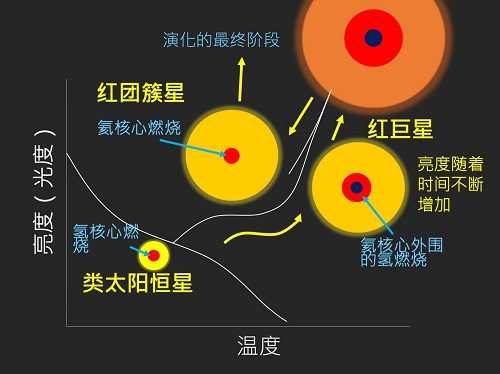 演化的最终阶段
红团簇星
氦核心燃烧
红巨星
亮度随着
时间不断
增加
亮度(光度)
氢核心燃
烧
氦核心外围
的氢燃烧
类太阳恒星
温度